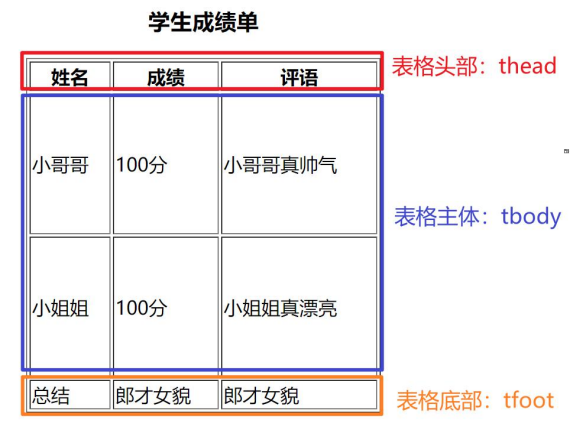 学生成绩单
姓名 成绩 评语
表格头部：thead
小哥哥 100分 小哥哥真帅气
表格主体：tbody
小姐姐 100分 小姐姐真漂亮
总结 郎才女貌 郎才女貌
表格底部：tfoot